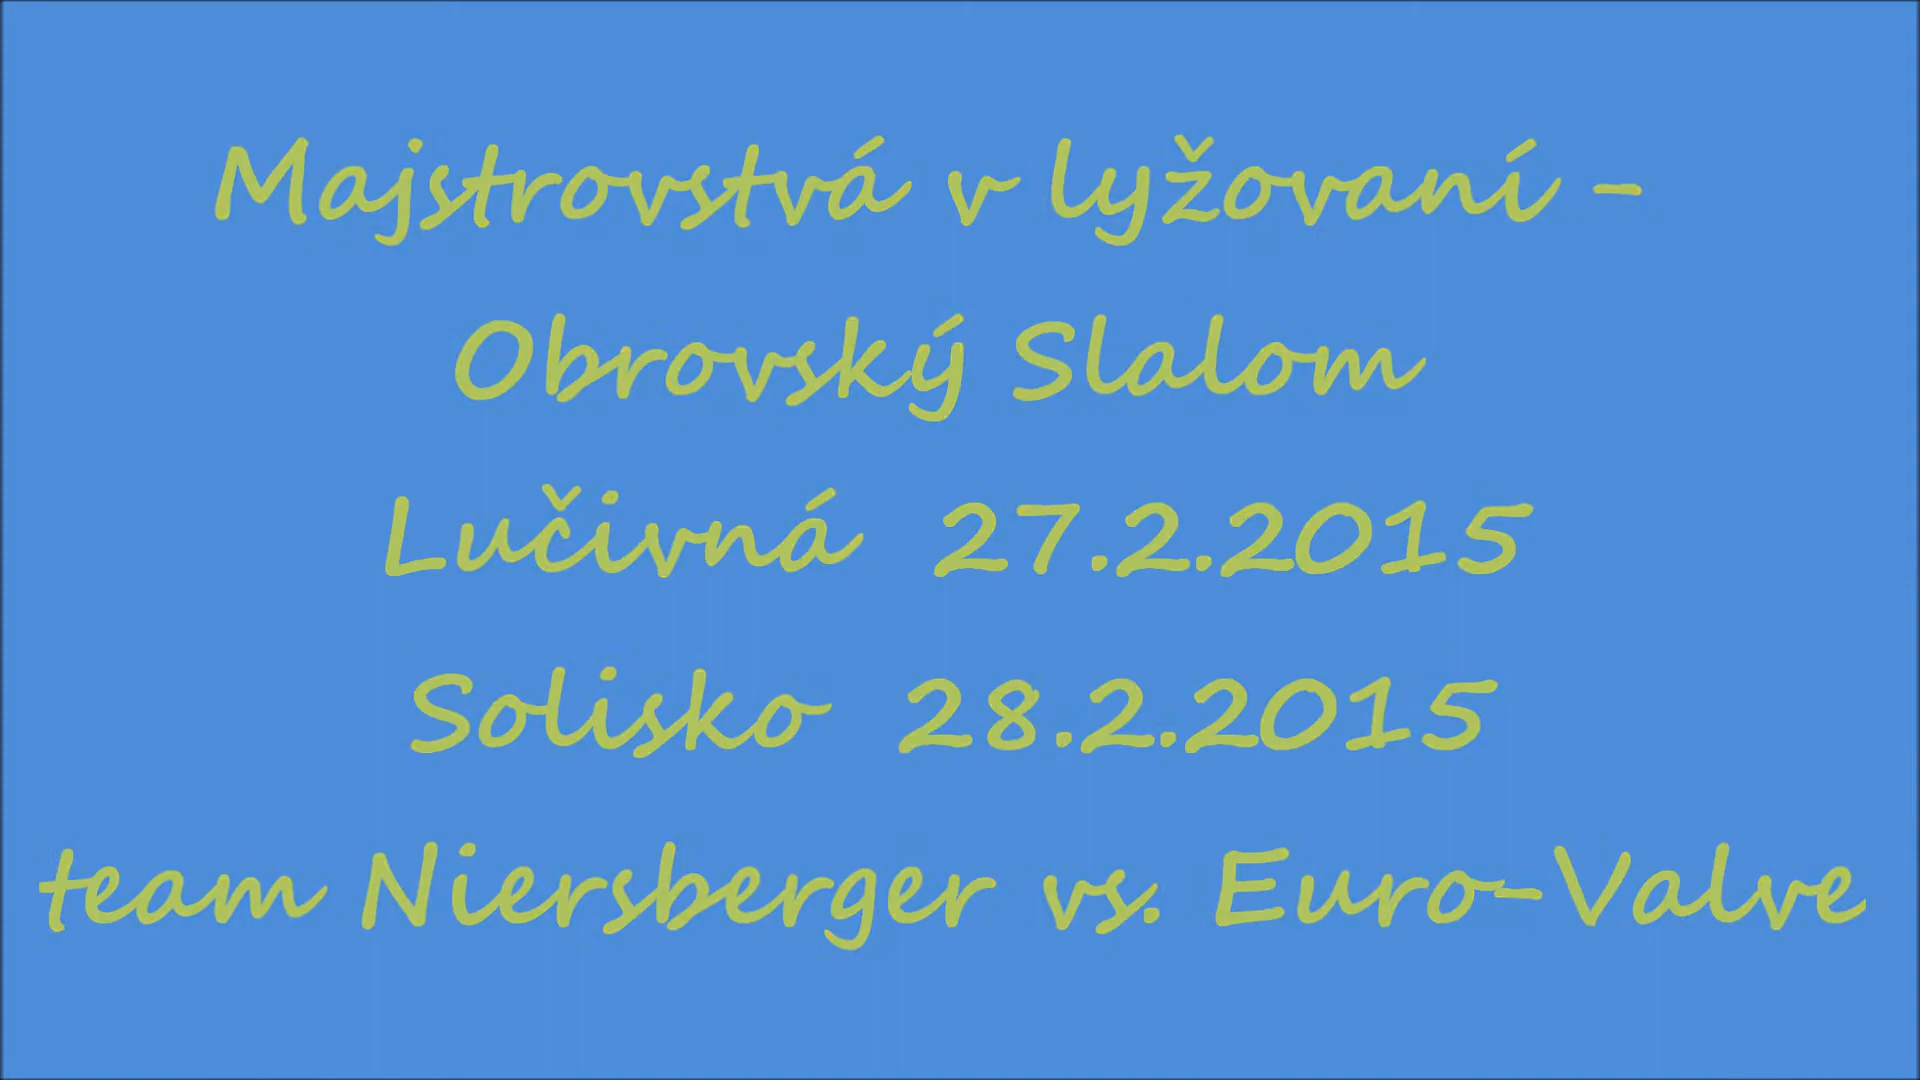 Majstrovstvá v lyžovaní -
Obrovský Slalom
Lučivná 27.2.2015
Solisko 28.2.2015
team Niersberger vs. Euro-Valve